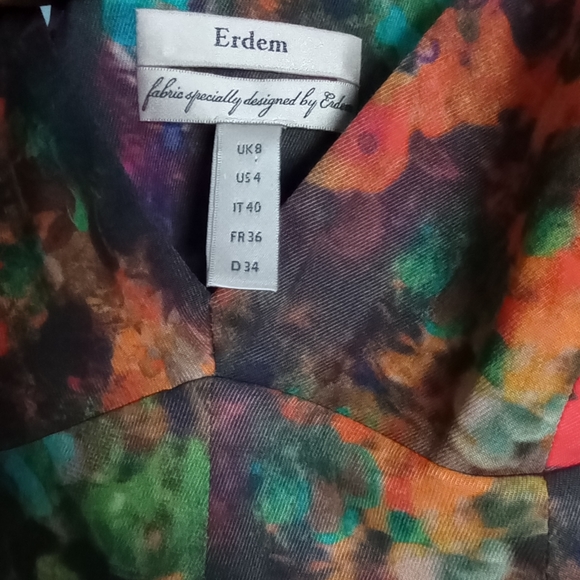 Erdem
fabric specially designed by Erdem
UK 8
US 4
IT 40
FR 36
D 34